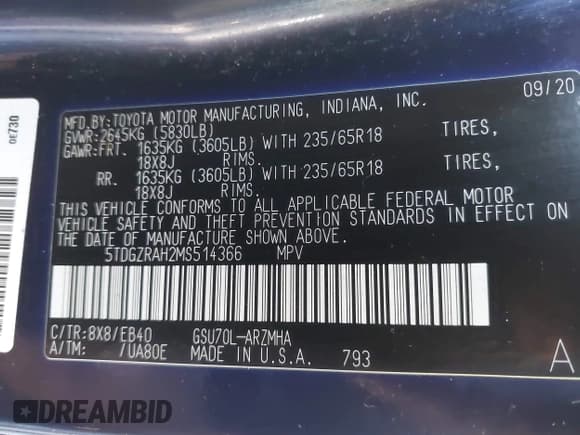 09/20
MFD.BY:TOYOTA MOTOR MANUFACTURING, INDIANA, INC.
GVWR:2645KG (5830LB)
GAWR:FRT. 1635KG (3605LB) WITH 235/65R18 TIRES,
18X8J RIMS.
RR. 1635KG (3605LB) WITH 235/65R18 TIRES,
18X8J RIMS.
THIS VEHICLE CONFORMS TO ALL APPLICABLE FEDERAL MOTOR
VEHICLE SAFETY AND THEFT PREVENTION STANDARDS IN EFFECT ON
THE DATE OF MANUFACTURE SHOWN ABOVE.
5TDGZRAH2MS514366 MPV
C/TR:8X8/EB40 GSU70L-ARZMHA
A/TM: /UA80E MADE IN U.S.A. 793 A
0E730
DREAMBID